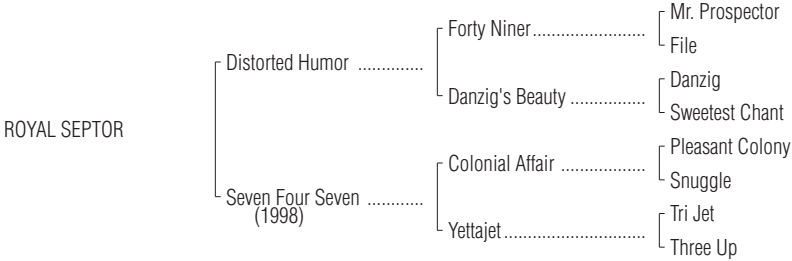 Mr. Prospector
Forty Niner..........................
File
Distorted Humor ..............
Danzig
Danzig's Beauty ................
Sweetest Chant
ROYAL SEPTOR
Pleasant Colony
Colonial Affair ..................
Snuggle
Seven Four Seven ............
(1998)
Tri Jet
Yettajet..............................
Three Up